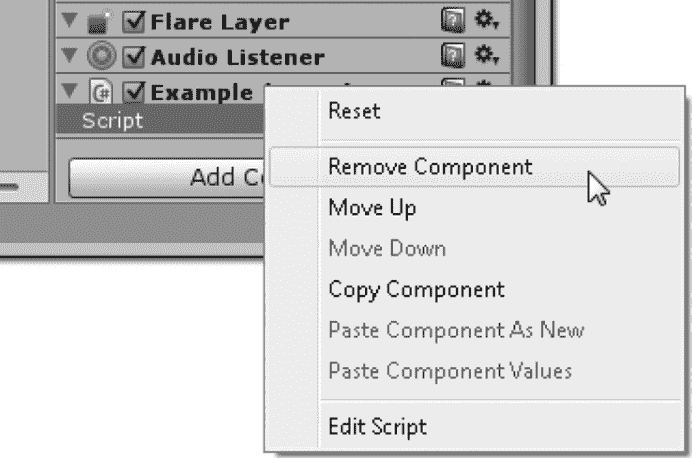 Flare Layer
Audio Listener
Example
Script
Add C
Reset
Remove Component
Move Up
Move Down
Copy Component
Paste Component As New
Paste Component Values
Edit Script